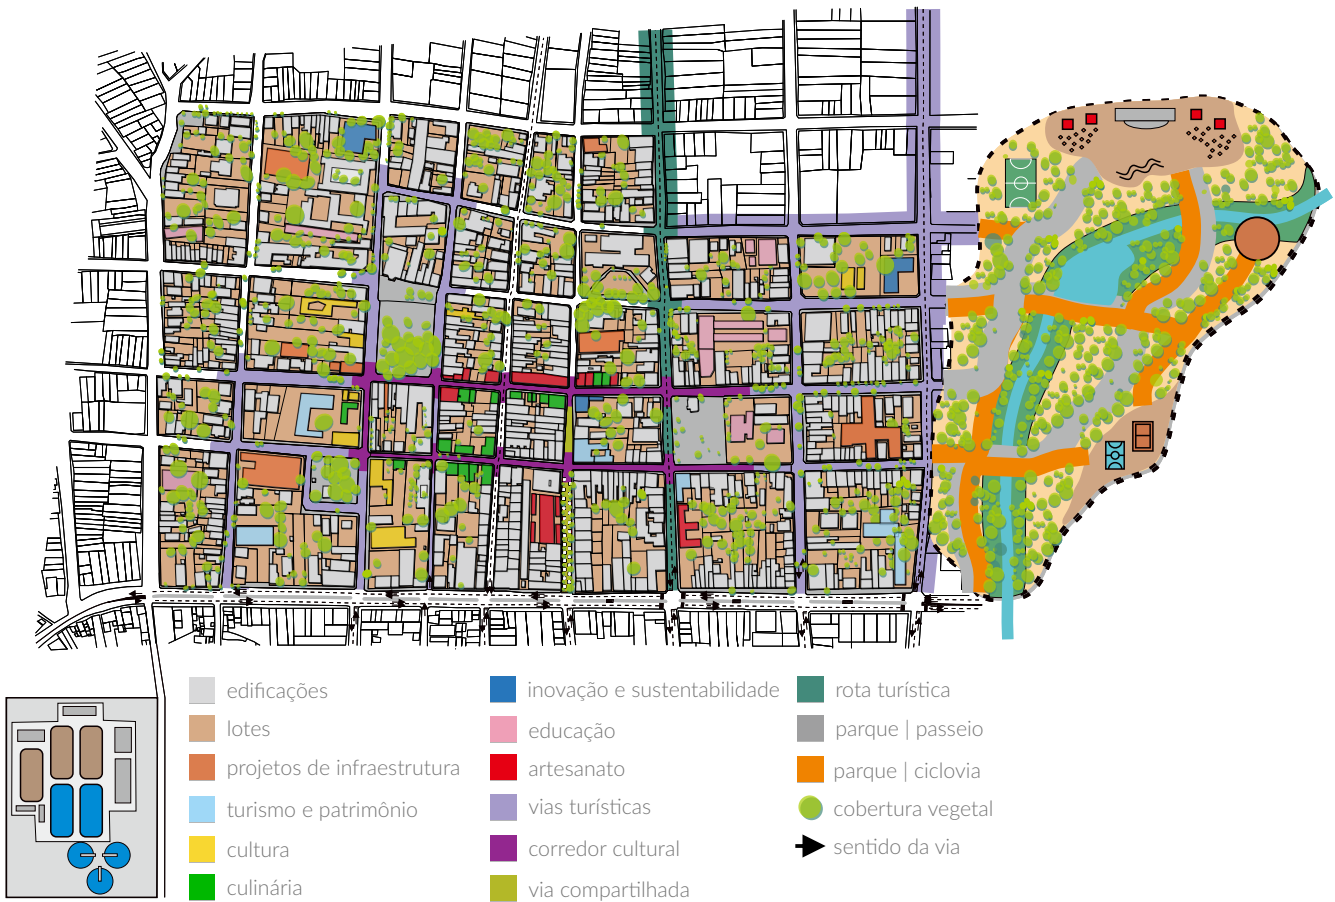 edificações
lotes
projetos de infraestrutura
turismo e patrimônio
cultura
culinária
inovação e sustentabilidade
educação
artesanato
vias turísticas
corredor cultural
via compartilhada
rota turística
parque | passeio
parque | ciclovia
cobertura vegetal
sentido da via